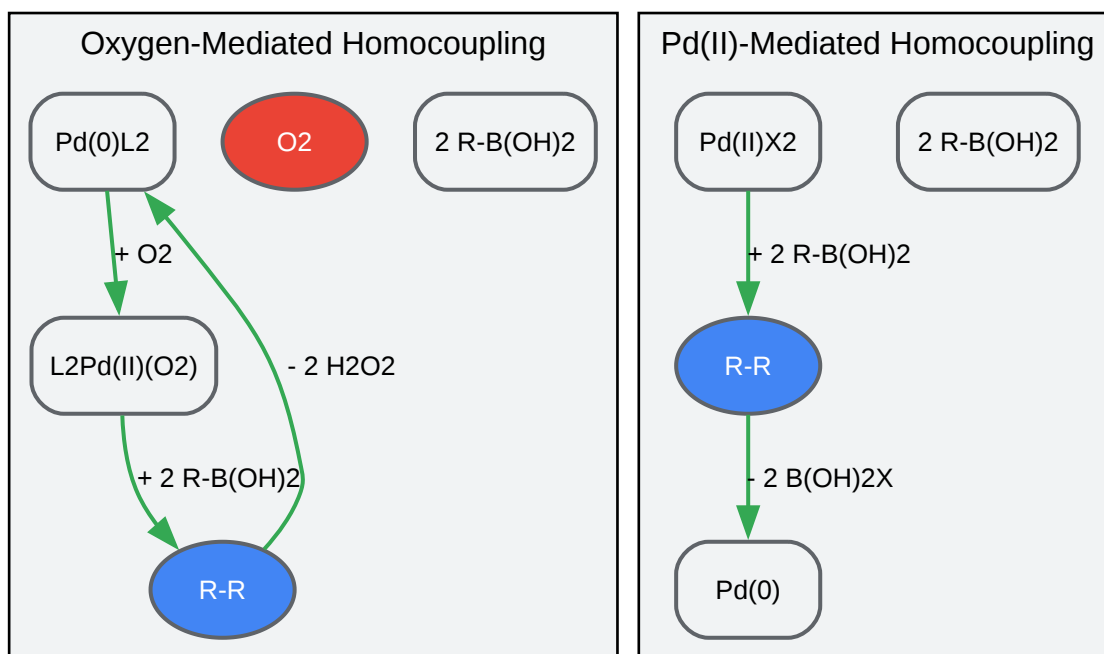 Oxygen-Mediated Homocoupling
Pd(0)L2
O2
2 R-B(OH)2
+ O2
L2Pd(II)(O2)
- 2 H2O2
+ 2 R-B(OH)2
R-R
Pd(II)-Mediated Homocoupling
Pd(II)X2
2 R-B(OH)2
+ 2 R-B(OH)2
R-R
- 2 B(OH)2X
Pd(0)